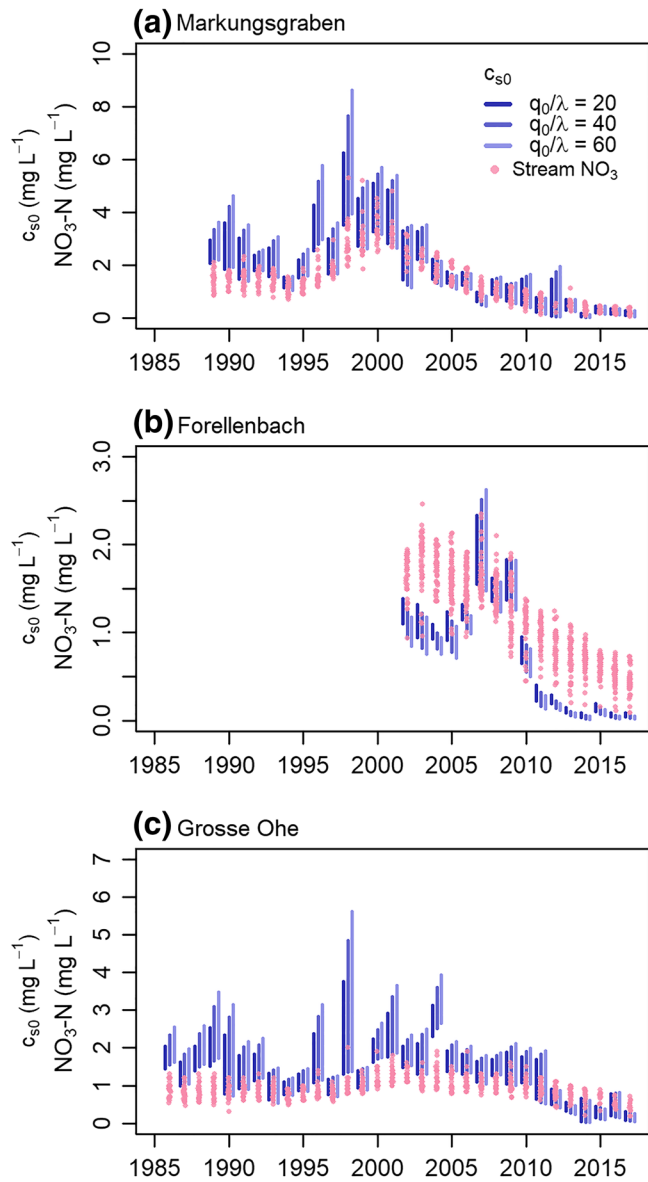 (a) Markungsgraben
c_s0 (mg L⁻¹)
NO₃-N (mg L⁻¹)
10
8
6
4
2
0
c_s0
q₀/λ = 20
q₀/λ = 40
q₀/λ = 60
Stream NO₃
1985 1990 1995 2000 2005 2010 2015
(b) Forellenbach
c_s0 (mg L⁻¹)
NO₃-N (mg L⁻¹)
3.0
2.0
1.0
0.0
1985 1990 1995 2000 2005 2010 2015
(c) Grosse Ohe
c_s0 (mg L⁻¹)
NO₃-N (mg L⁻¹)
7
6
5
4
3
2
1
0
1985 1990 1995 2000 2005 2010 2015